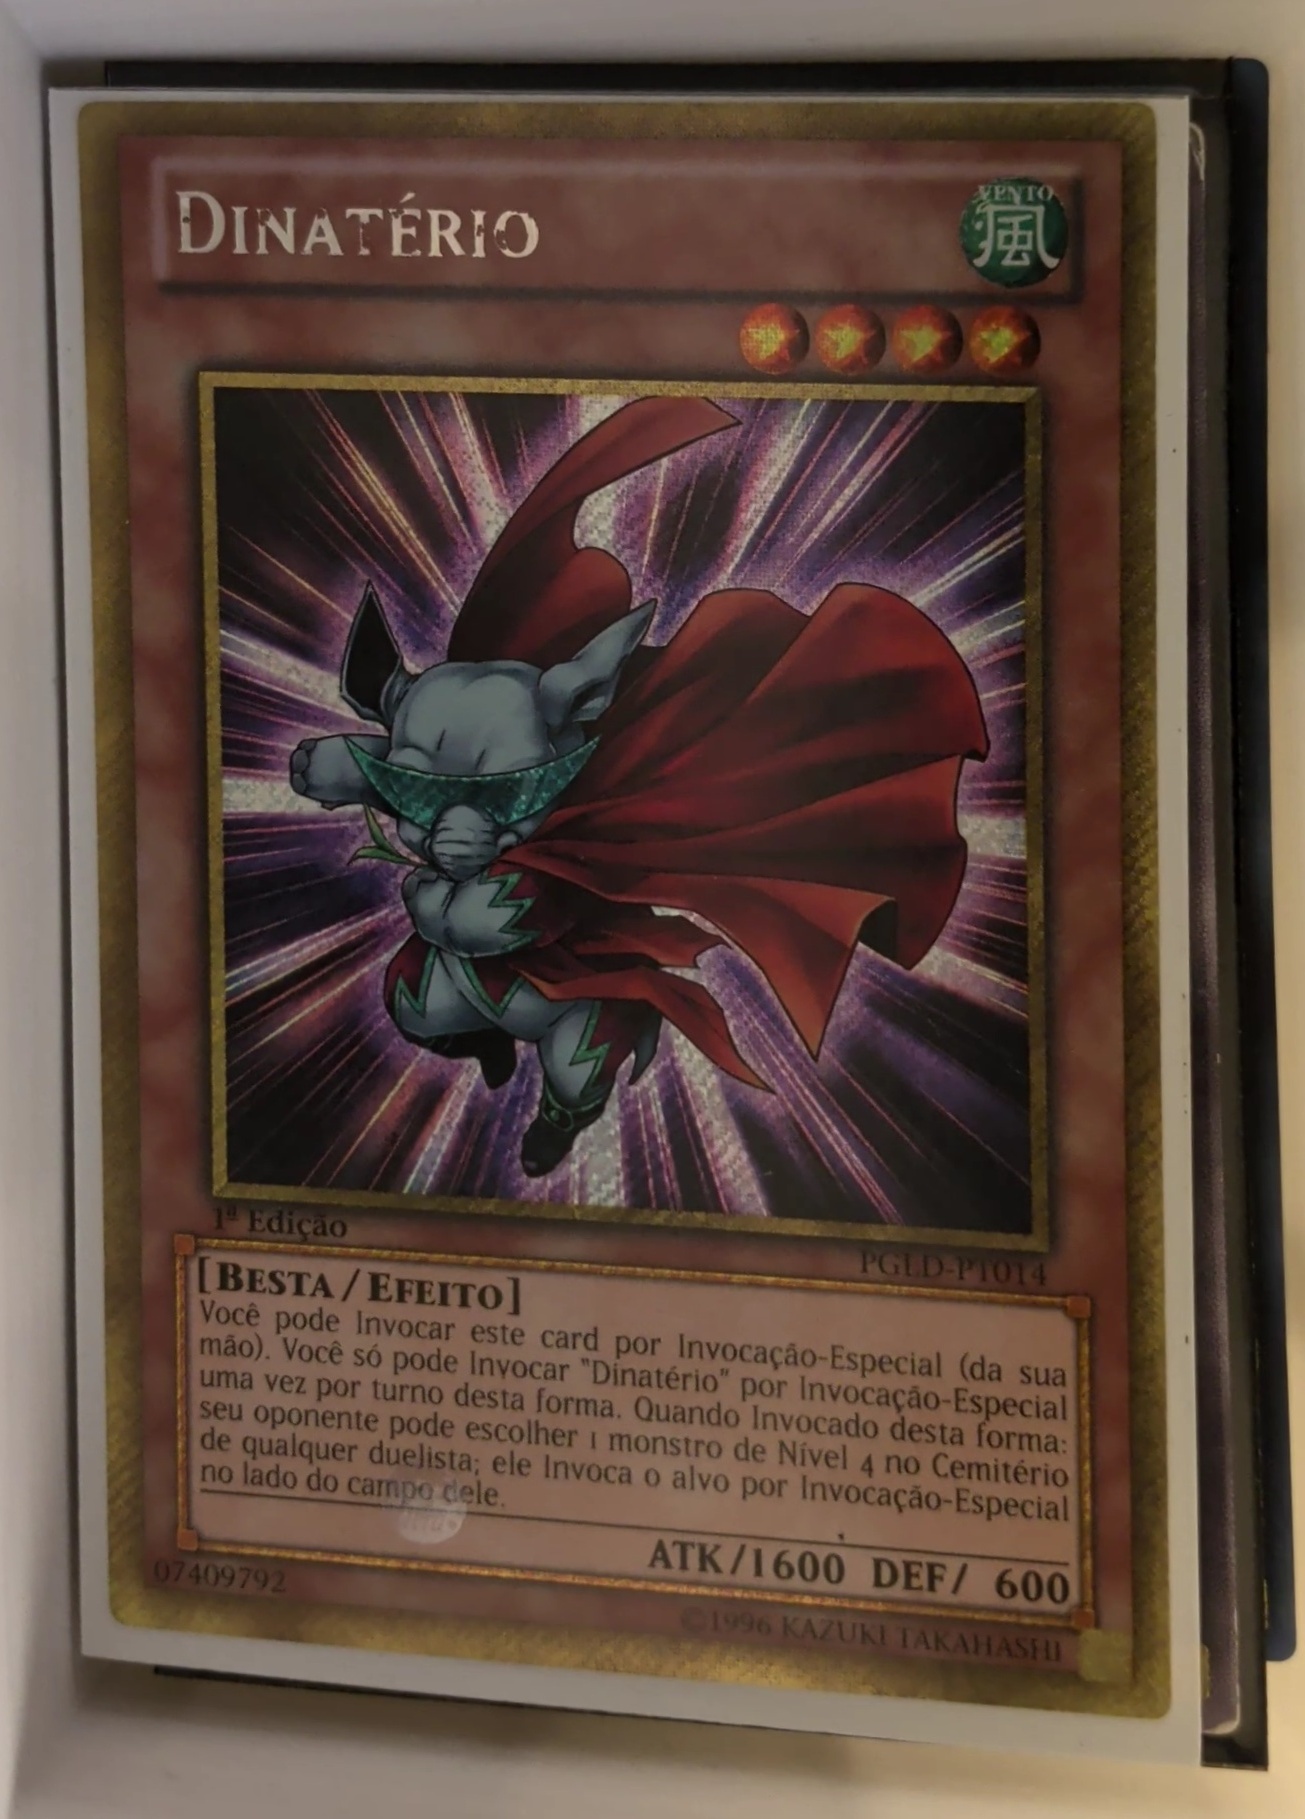 DINATÉRIO
VENTO
風
1ª Edição
PGLD-PT014
[BESTA/EFEITO]
Você pode Invocar este card por Invocação-Especial (da sua
mão). Você só pode Invocar "Dinatério" por Invocação-Especial
uma vez por turno desta forma. Quando Invocado desta forma:
seu oponente pode escolher 1 monstro de Nível 4 no Cemitério
de qualquer duelista; ele Invoca o alvo por Invocação-Especial
no lado do campo dele.
ATK/1600 DEF/ 600
07409792
©1996 KAZUKI TAKAHASHI